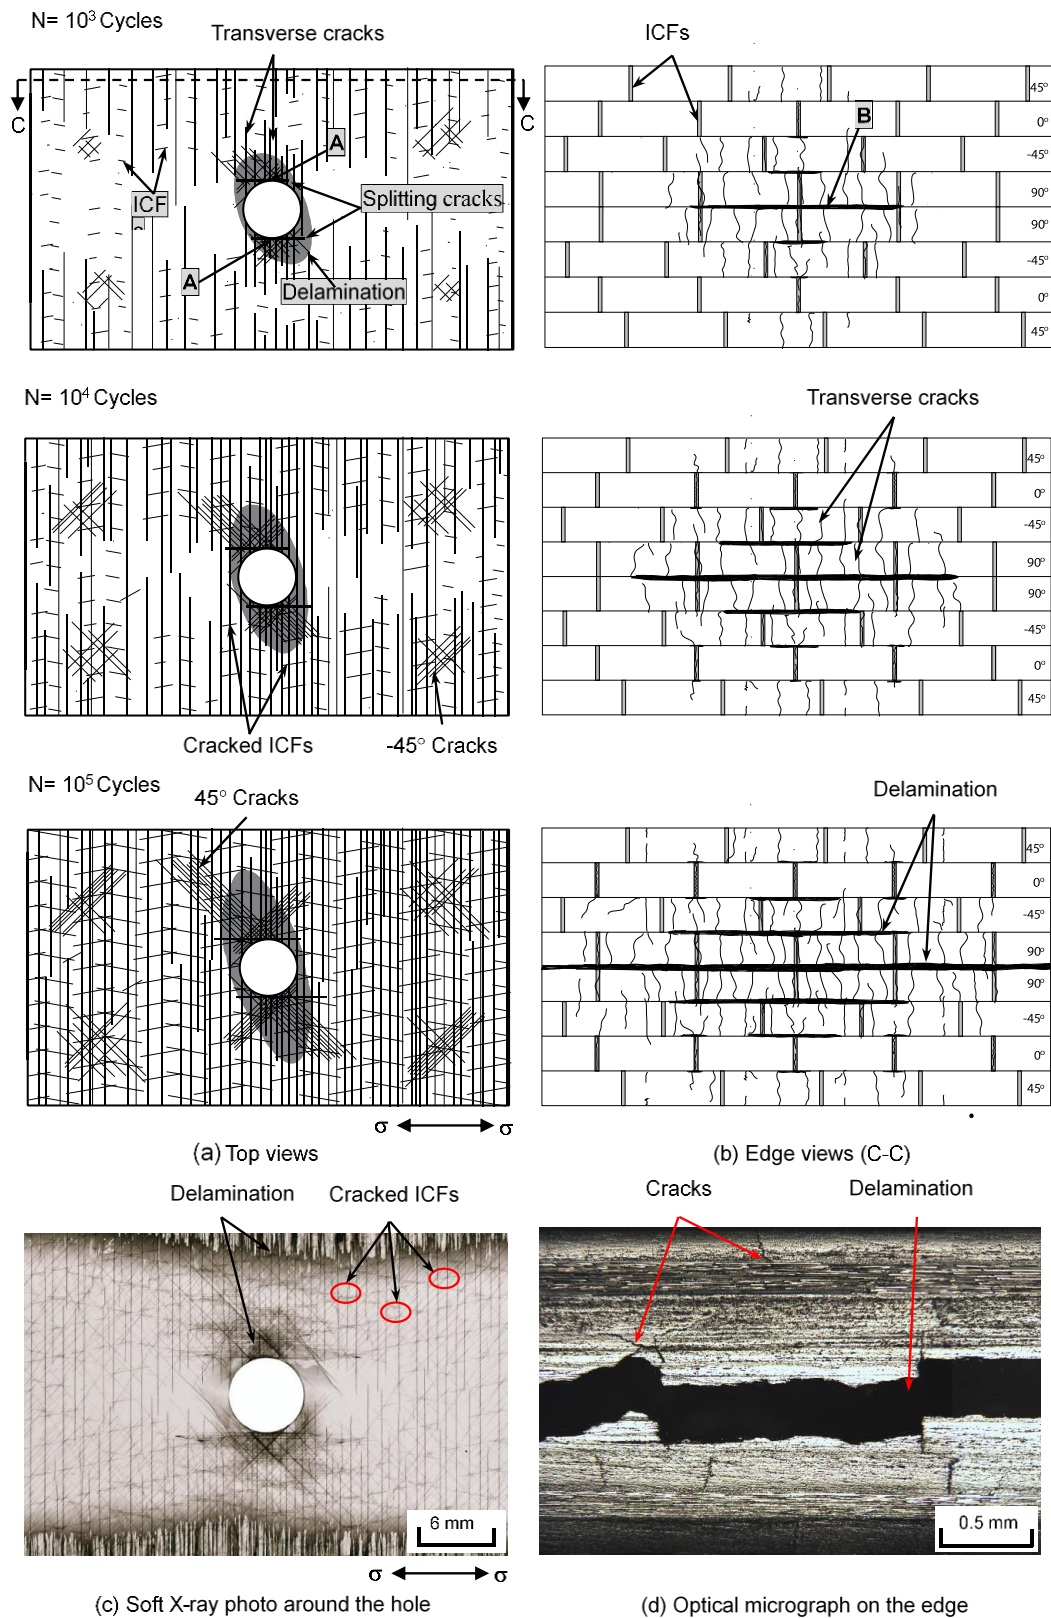 N= 10³ Cycles
Transverse cracks
ICFs
C
C
A
ICF
Splitting cracks
A
Delamination
B
45°
0°
-45°
90°
90°
-45°
0°
45°
N= 10⁴ Cycles
Transverse cracks
45°
0°
-45°
90°
90°
-45°
0°
45°
Cracked ICFs
-45° Cracks
N= 10⁵ Cycles
45° Cracks
Delamination
45°
0°
-45°
90°
90°
-45°
0°
45°
σ
σ
(a) Top views
(b) Edge views (C-C)
Delamination
Cracked ICFs
Cracks
Delamination
6 mm
0.5 mm
σ
σ
(c) Soft X-ray photo around the hole
(d) Optical micrograph on the edge